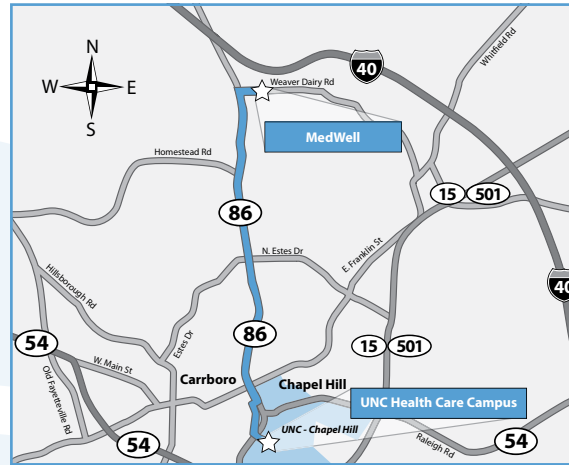 N
W E
S
40
Whitfield Rd
Weaver Dairy Rd
MedWell
Homestead Rd
15 501
86
N. Estes Dr
E. Franklin St
Hillsborough Rd
40
86
15 501
54
Estes Dr
W. Main St
Old Fayetteville Rd
Carrboro
Chapel Hill
UNC Health Care Campus
UNC - Chapel Hill
Raleigh Rd
54
54